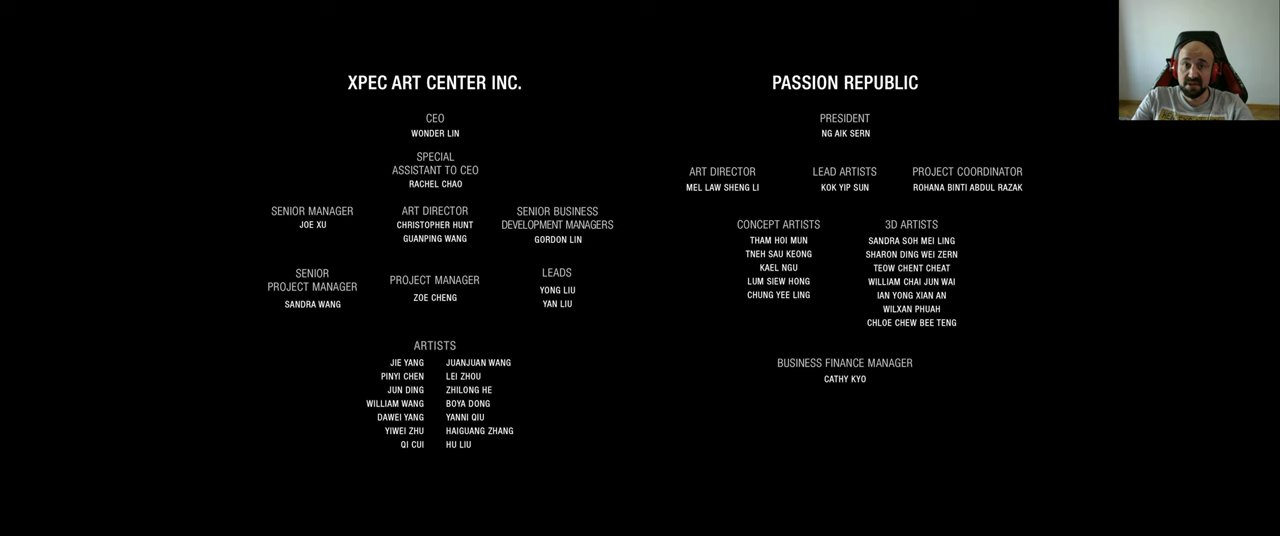 XPEC ART CENTER INC.
CEO
WONDER LIN
SPECIAL
ASSISTANT TO CEO
RACHEL CHAO
SENIOR MANAGER
JOE XU
ART DIRECTOR
CHRISTOPHER HUNT
GUANPING WANG
SENIOR BUSINESS
DEVELOPMENT MANAGERS
GORDON LIN
SENIOR
PROJECT MANAGER
SANDRA WANG
PROJECT MANAGER
ZOE CHENG
LEADS
YONG LIU
YAN LIU
ARTISTS
JIE YANG JUANJUAN WANG
PINYI CHEN LEI ZHOU
JUN DING ZHILONG HE
WILLIAM WANG BOYA DONG
DAWEI YANG YANNI QIU
YIWEI ZHU HAIGUANG ZHANG
QI CUI HU LIU
PASSION REPUBLIC
PRESIDENT
NG AIK SERN
ART DIRECTOR
MEL LAW SHENG LI
LEAD ARTISTS
KOK YIP SUN
PROJECT COORDINATOR
ROHANA BINTI ABDUL RAZAK
CONCEPT ARTISTS
THAM HOI MUN
TNEH SAU KEONG
KAEL NGU
LUM SIEW HONG
CHUNG YEE LING
3D ARTISTS
SANDRA SOH MEI LING
SHARON DING WEI ZERN
TEOW CHENT CHEAT
WILLIAM CHAI JUN WAI
IAN YONG XIAN AN
WILXAN PHUAH
CHLOE CHEW BEE TENG
BUSINESS FINANCE MANAGER
CATHY KYO